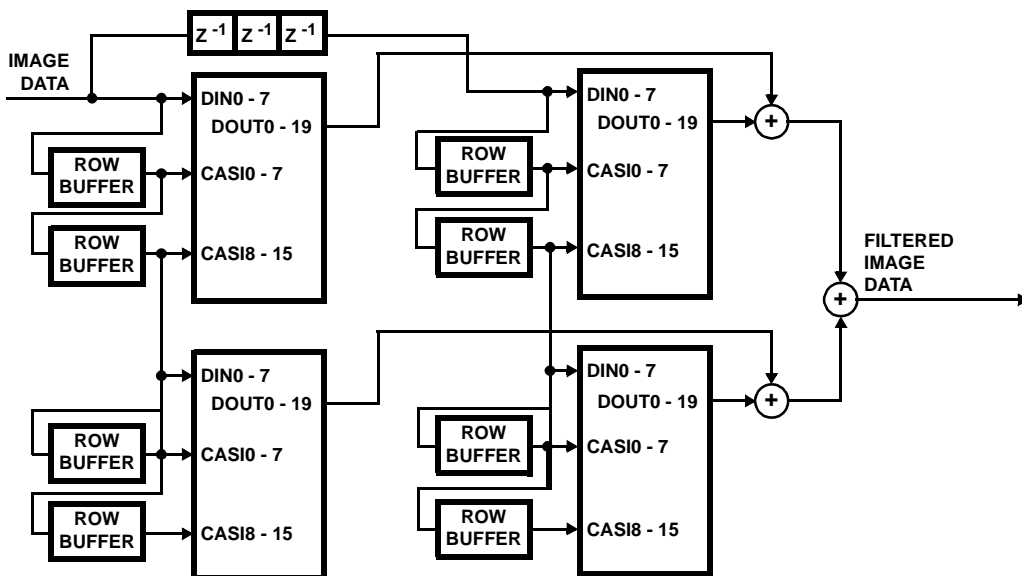 Z -1 Z -1 Z -1
IMAGE
DATA
DIN0 - 7
DOUT0 - 19
ROW
BUFFER
CASI0 - 7
ROW
BUFFER
CASI8 - 15
DIN0 - 7
DOUT0 - 19
+
ROW
BUFFER
CASI0 - 7
ROW
BUFFER
CASI8 - 15
FILTERED
IMAGE
DATA
+
DIN0 - 7
DOUT0 - 19
ROW
BUFFER
CASI0 - 7
ROW
BUFFER
CASI8 - 15
DIN0 - 7
DOUT0 - 19
+
ROW
BUFFER
CASI0 - 7
ROW
BUFFER
CASI8 - 15